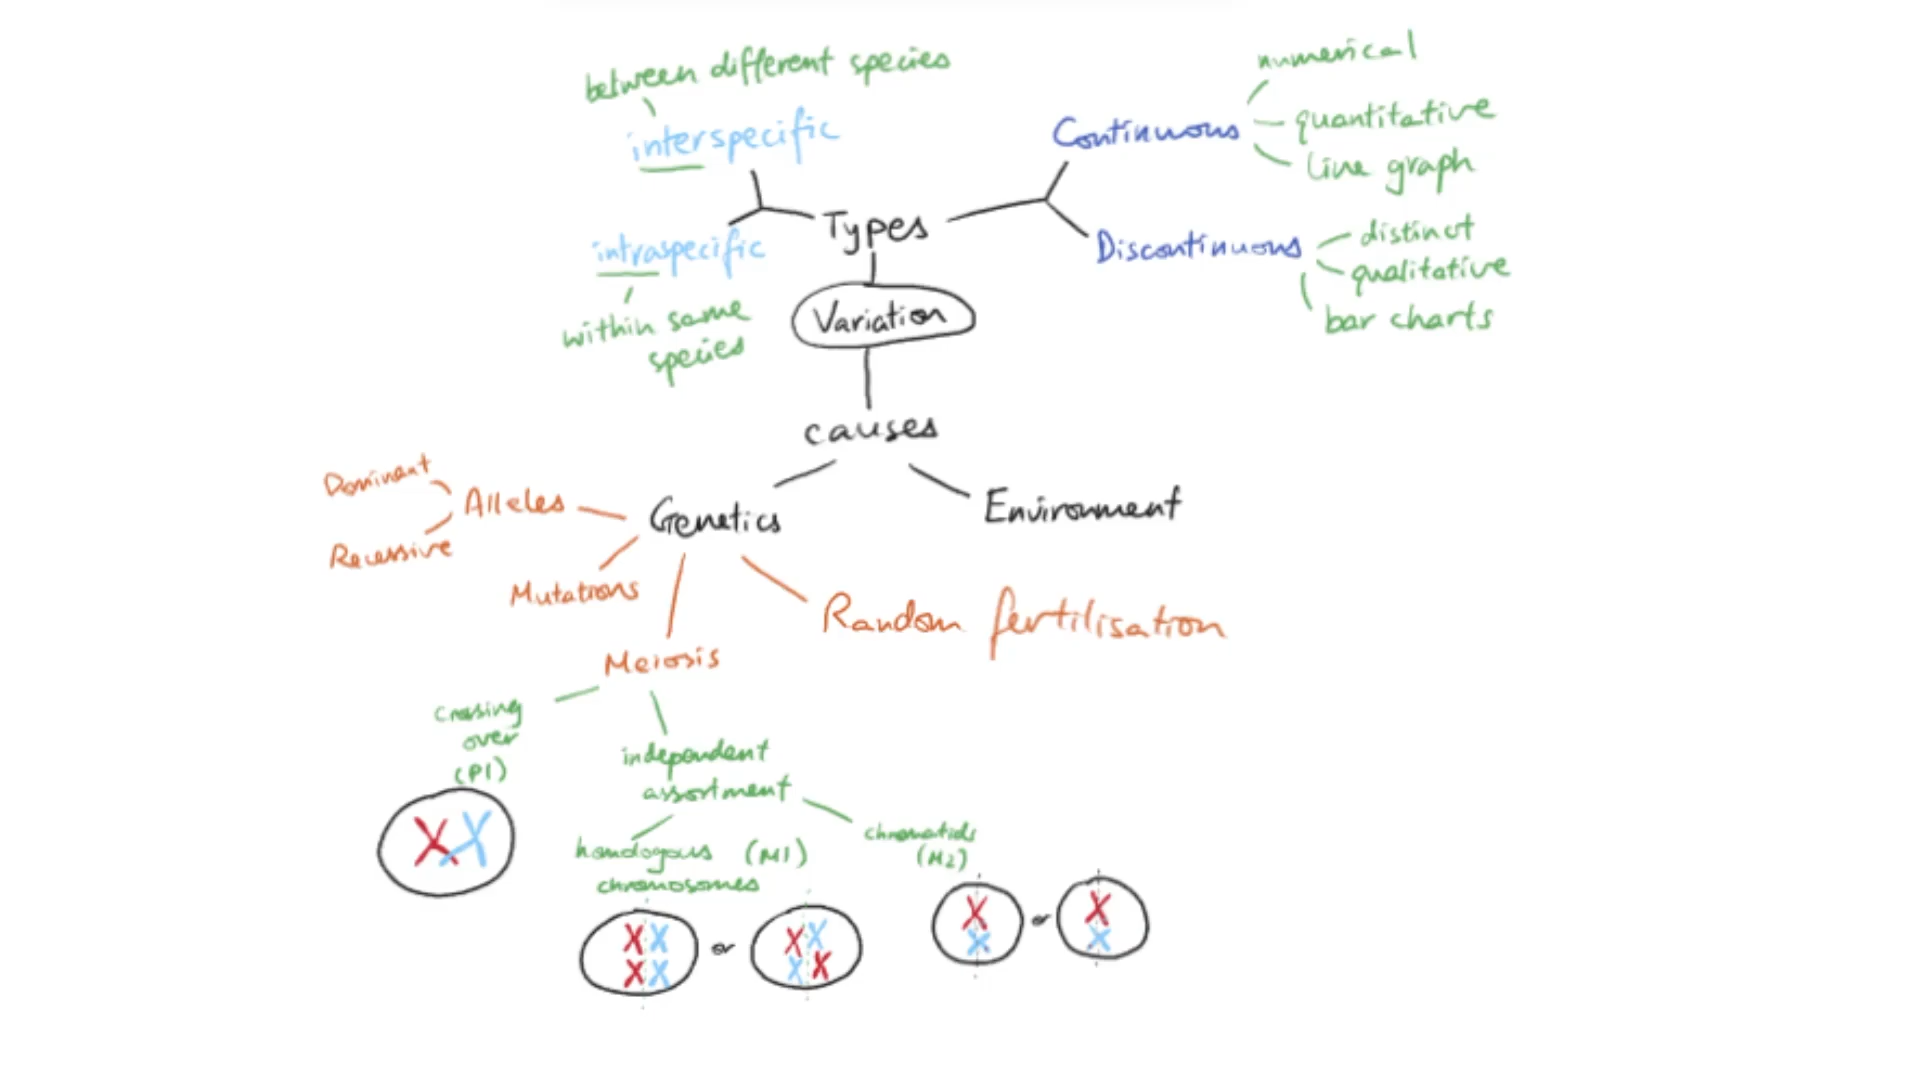 between different species
interspecific
intraspecific
within same
species
Types
Continuous
numerical
quantitative
line graph
Discontinuous
distinct
qualitative
bar charts
Variation
causes
Genetics
Environment
Alleles
Dominant
Recessive
Mutations
Random fertilisation
Meiosis
crossing
over
(P1)
independent
assortment
homologous (M1)
chromosomes
or
chromatids
(M2)
or